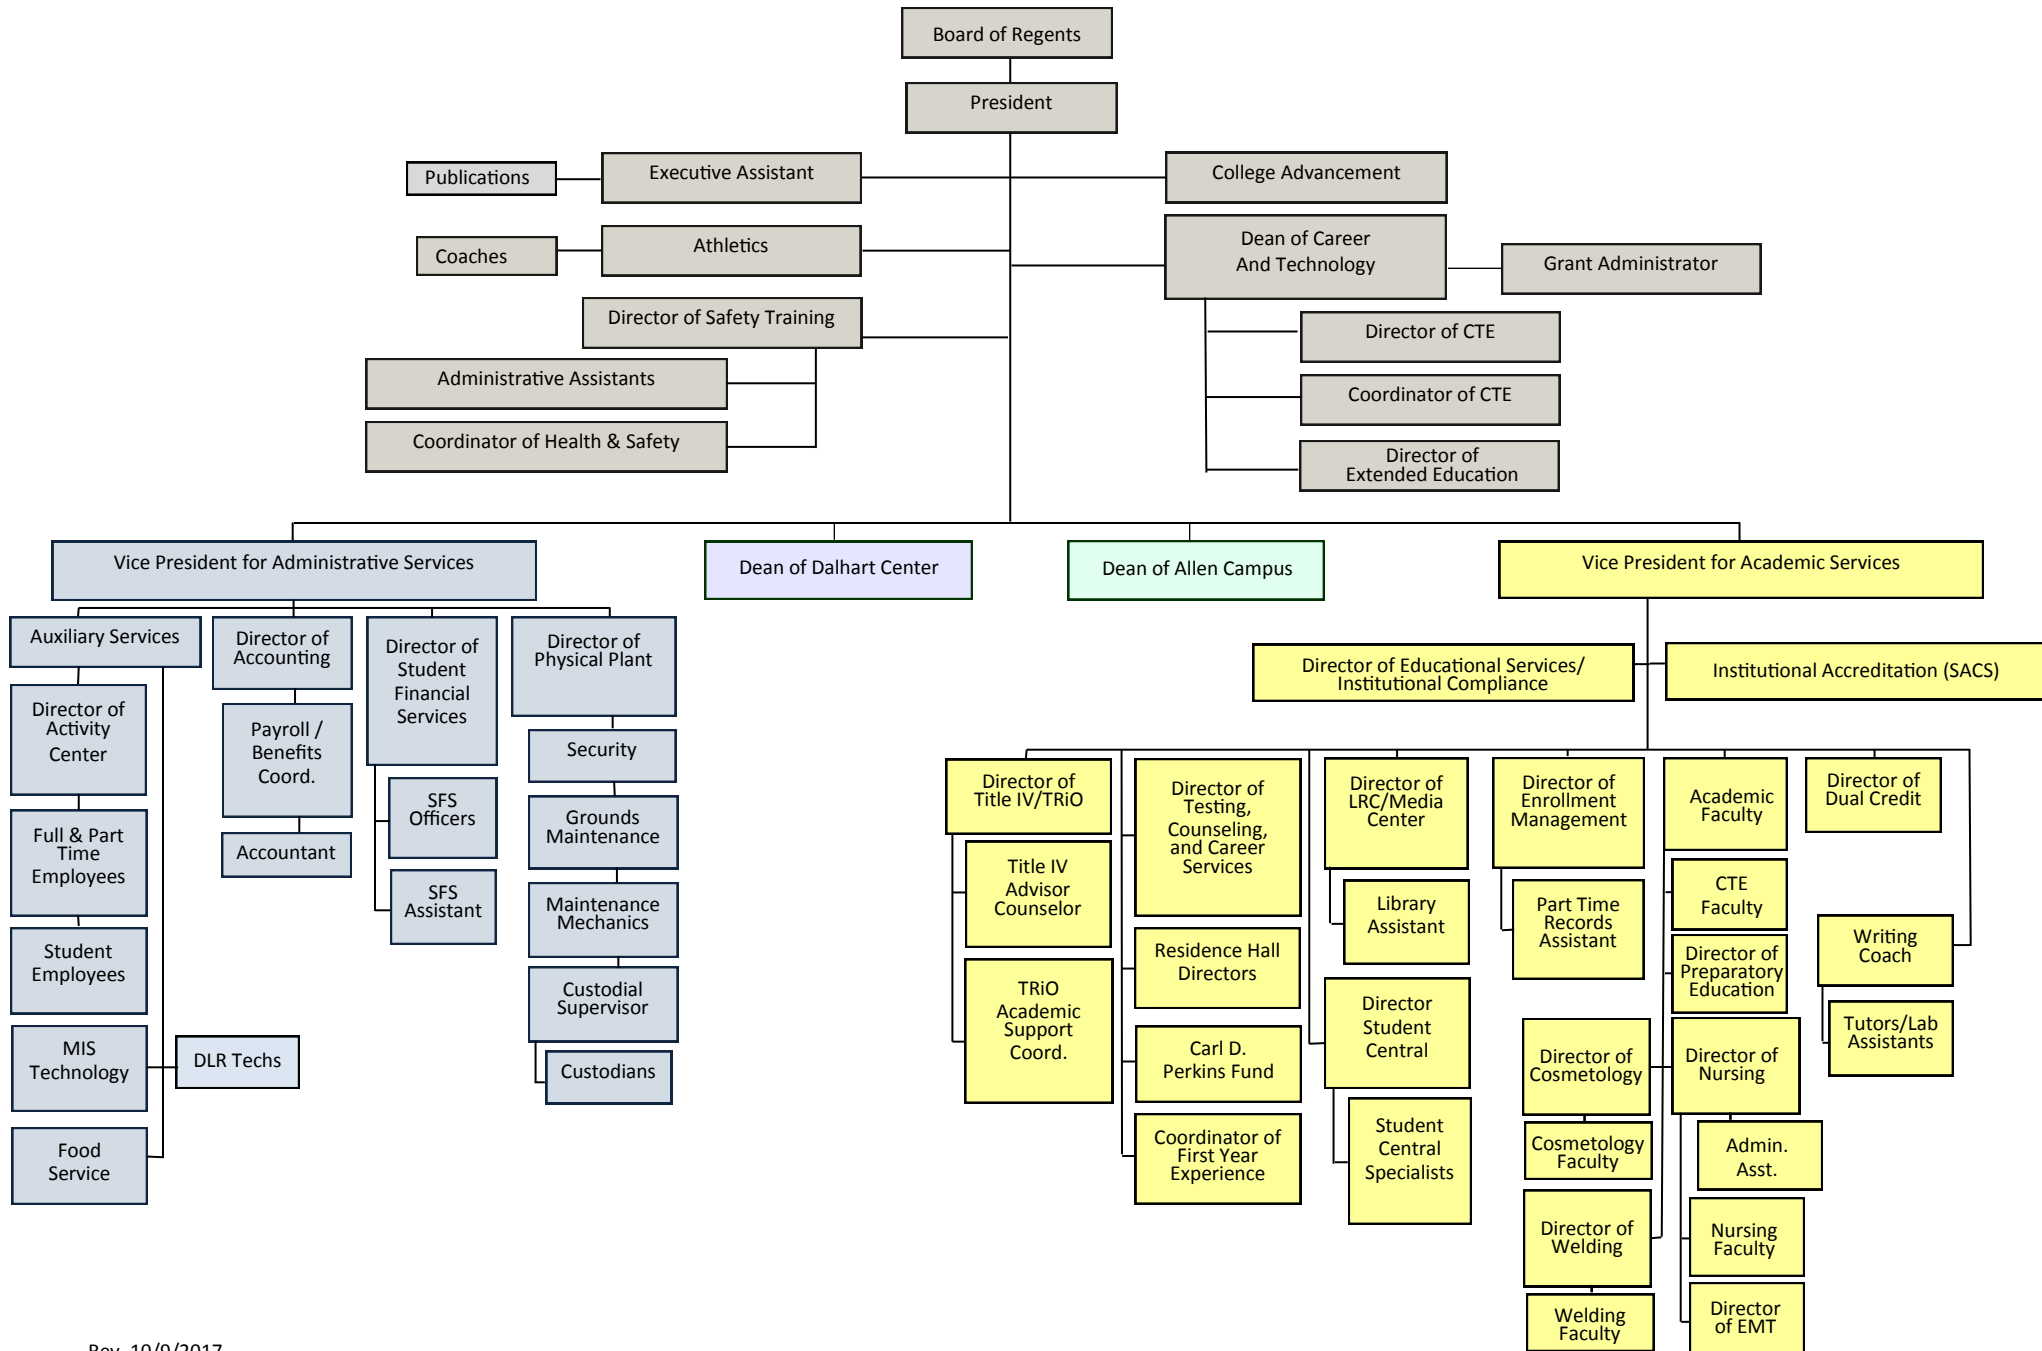 Board of Regents
President
Publications
Executive Assistant
College Advancement
Coaches
Athletics
Dean of Career
And Technology
Grant Administrator
Director of Safety Training
Director of CTE
Administrative Assistants
Coordinator of CTE
Coordinator of Health & Safety
Director of
Extended Education
Vice President for Administrative Services
Dean of Dalhart Center
Dean of Allen Campus
Vice President for Academic Services
Auxiliary Services
Director of
Activity
Center
Full & Part
Time
Employees
Student
Employees
MIS
Technology
DLR Techs
Food
Service
Director of
Accounting
Payroll /
Benefits
Coord.
Accountant
Director of
Student
Financial
Services
SFS
Officers
SFS
Assistant
Director of
Physical Plant
Security
Grounds
Maintenance
Maintenance
Mechanics
Custodial
Supervisor
Custodians
Director of Educational Services/
Institutional Compliance
Institutional Accreditation (SACS)
Director of
Title IV/TRiO
Title IV
Advisor
Counselor
TRiO
Academic
Support
Coord.
Director of
Testing,
Counseling,
and Career
Services
Residence Hall
Directors
Carl D.
Perkins Fund
Coordinator of
First Year
Experience
Director of
LRC/Media
Center
Library
Assistant
Director
Student
Central
Student
Central
Specialists
Director of
Enrollment
Management
Part Time
Records
Assistant
Academic
Faculty
CTE
Faculty
Director of
Preparatory
Education
Director of
Cosmetology
Cosmetology
Faculty
Director of
Welding
Welding
Faculty
Director of
Nursing
Admin.
Asst.
Nursing
Faculty
Director
of EMT
Director of
Dual Credit
Writing
Coach
Tutors/Lab
Assistants
Rev. 10/9/2017